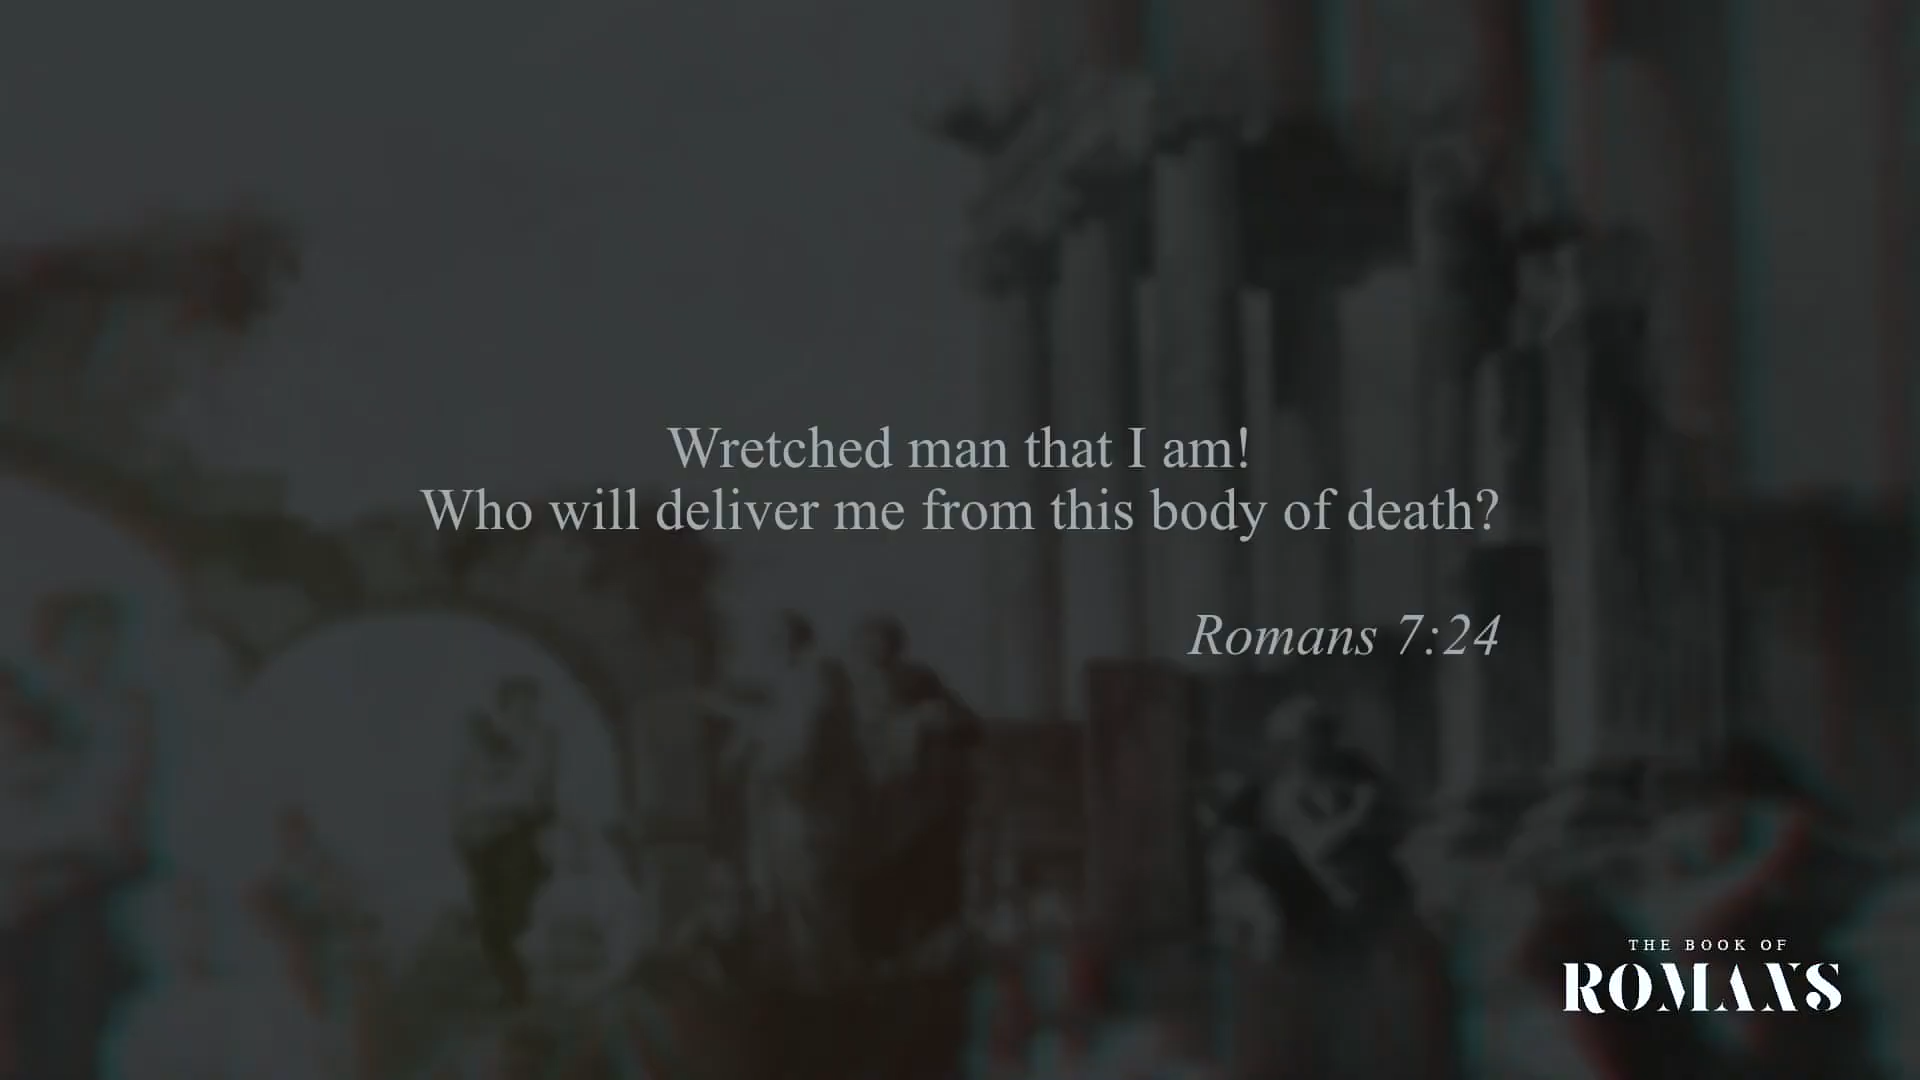 Wretched man that I am!
Who will deliver me from this body of death?
Romans 7:24
THE BOOK OF
ROMANS